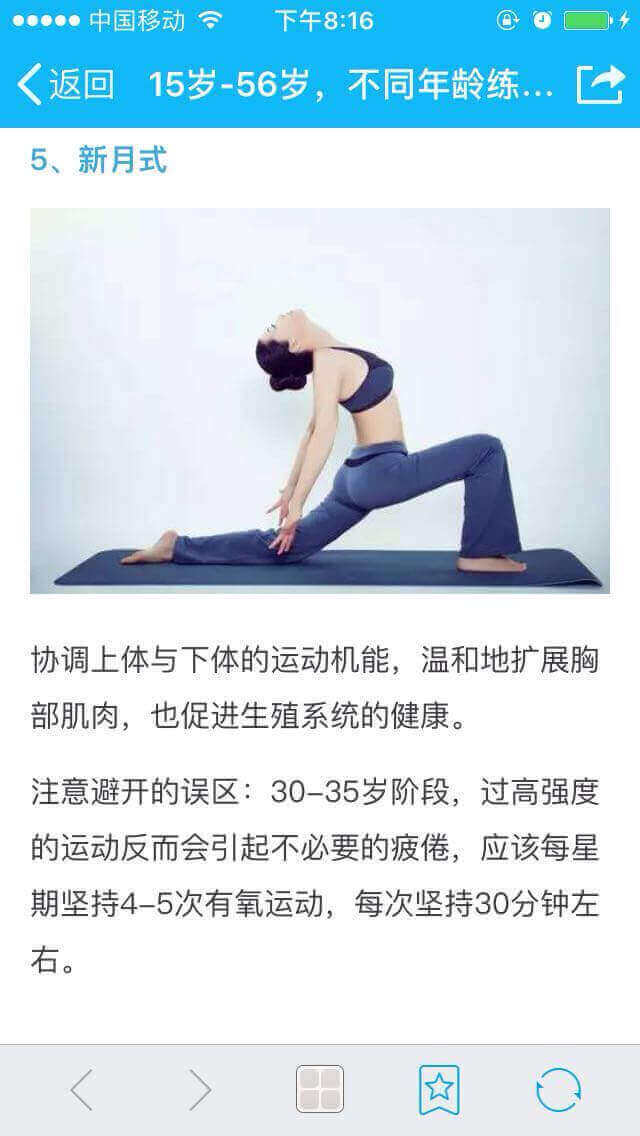 中国移动 下午8:16
返回 15岁-56岁，不同年龄练...
5、新月式
协调上体与下体的运动机能，温和地扩展胸
部肌肉，也促进生殖系统的健康。
注意避开的误区：30–35岁阶段，过高强度
的运动反而会引起不必要的疲倦，应该每星
期坚持4–5次有氧运动，每次坚持30分钟左
右。